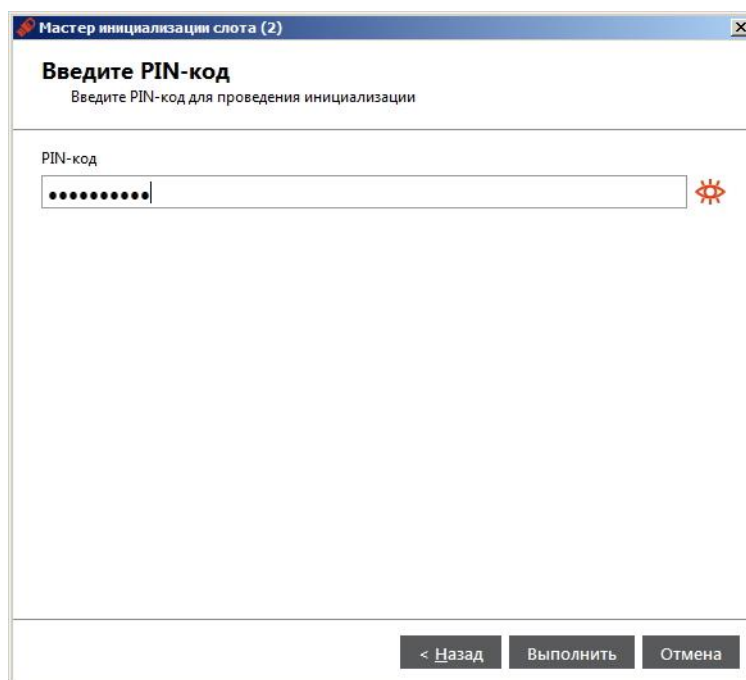 Мастер инициализации слота (2)
Введите PIN-код
Введите PIN-код для проведения инициализации
PIN-код
••••••••••
< Назад Выполнить Отмена